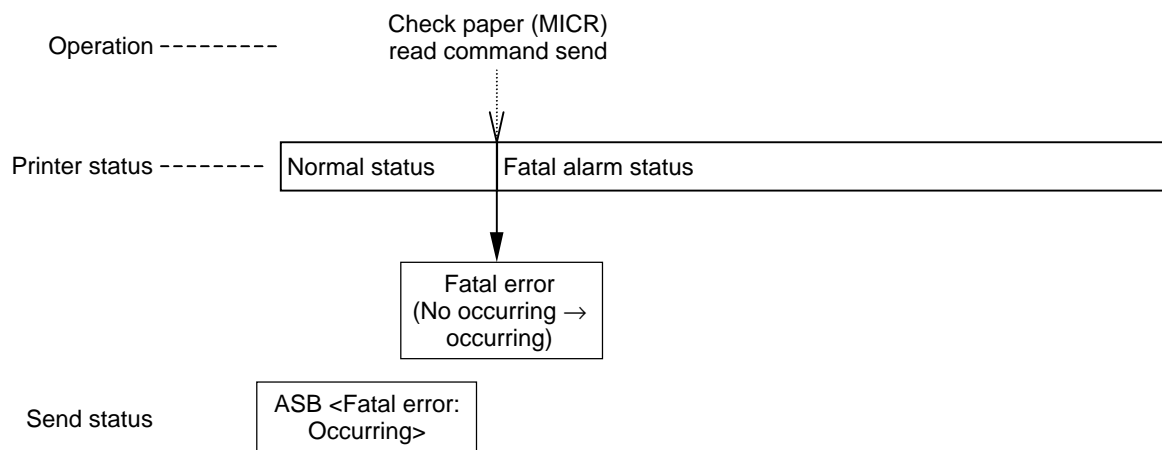 Check paper (MICR)
Operation
read command send
Printer status
Normal status
Fatal alarm status
Fatal error
(No occurring →
occurring)
Send status
ASB <Fatal error:
Occurring>